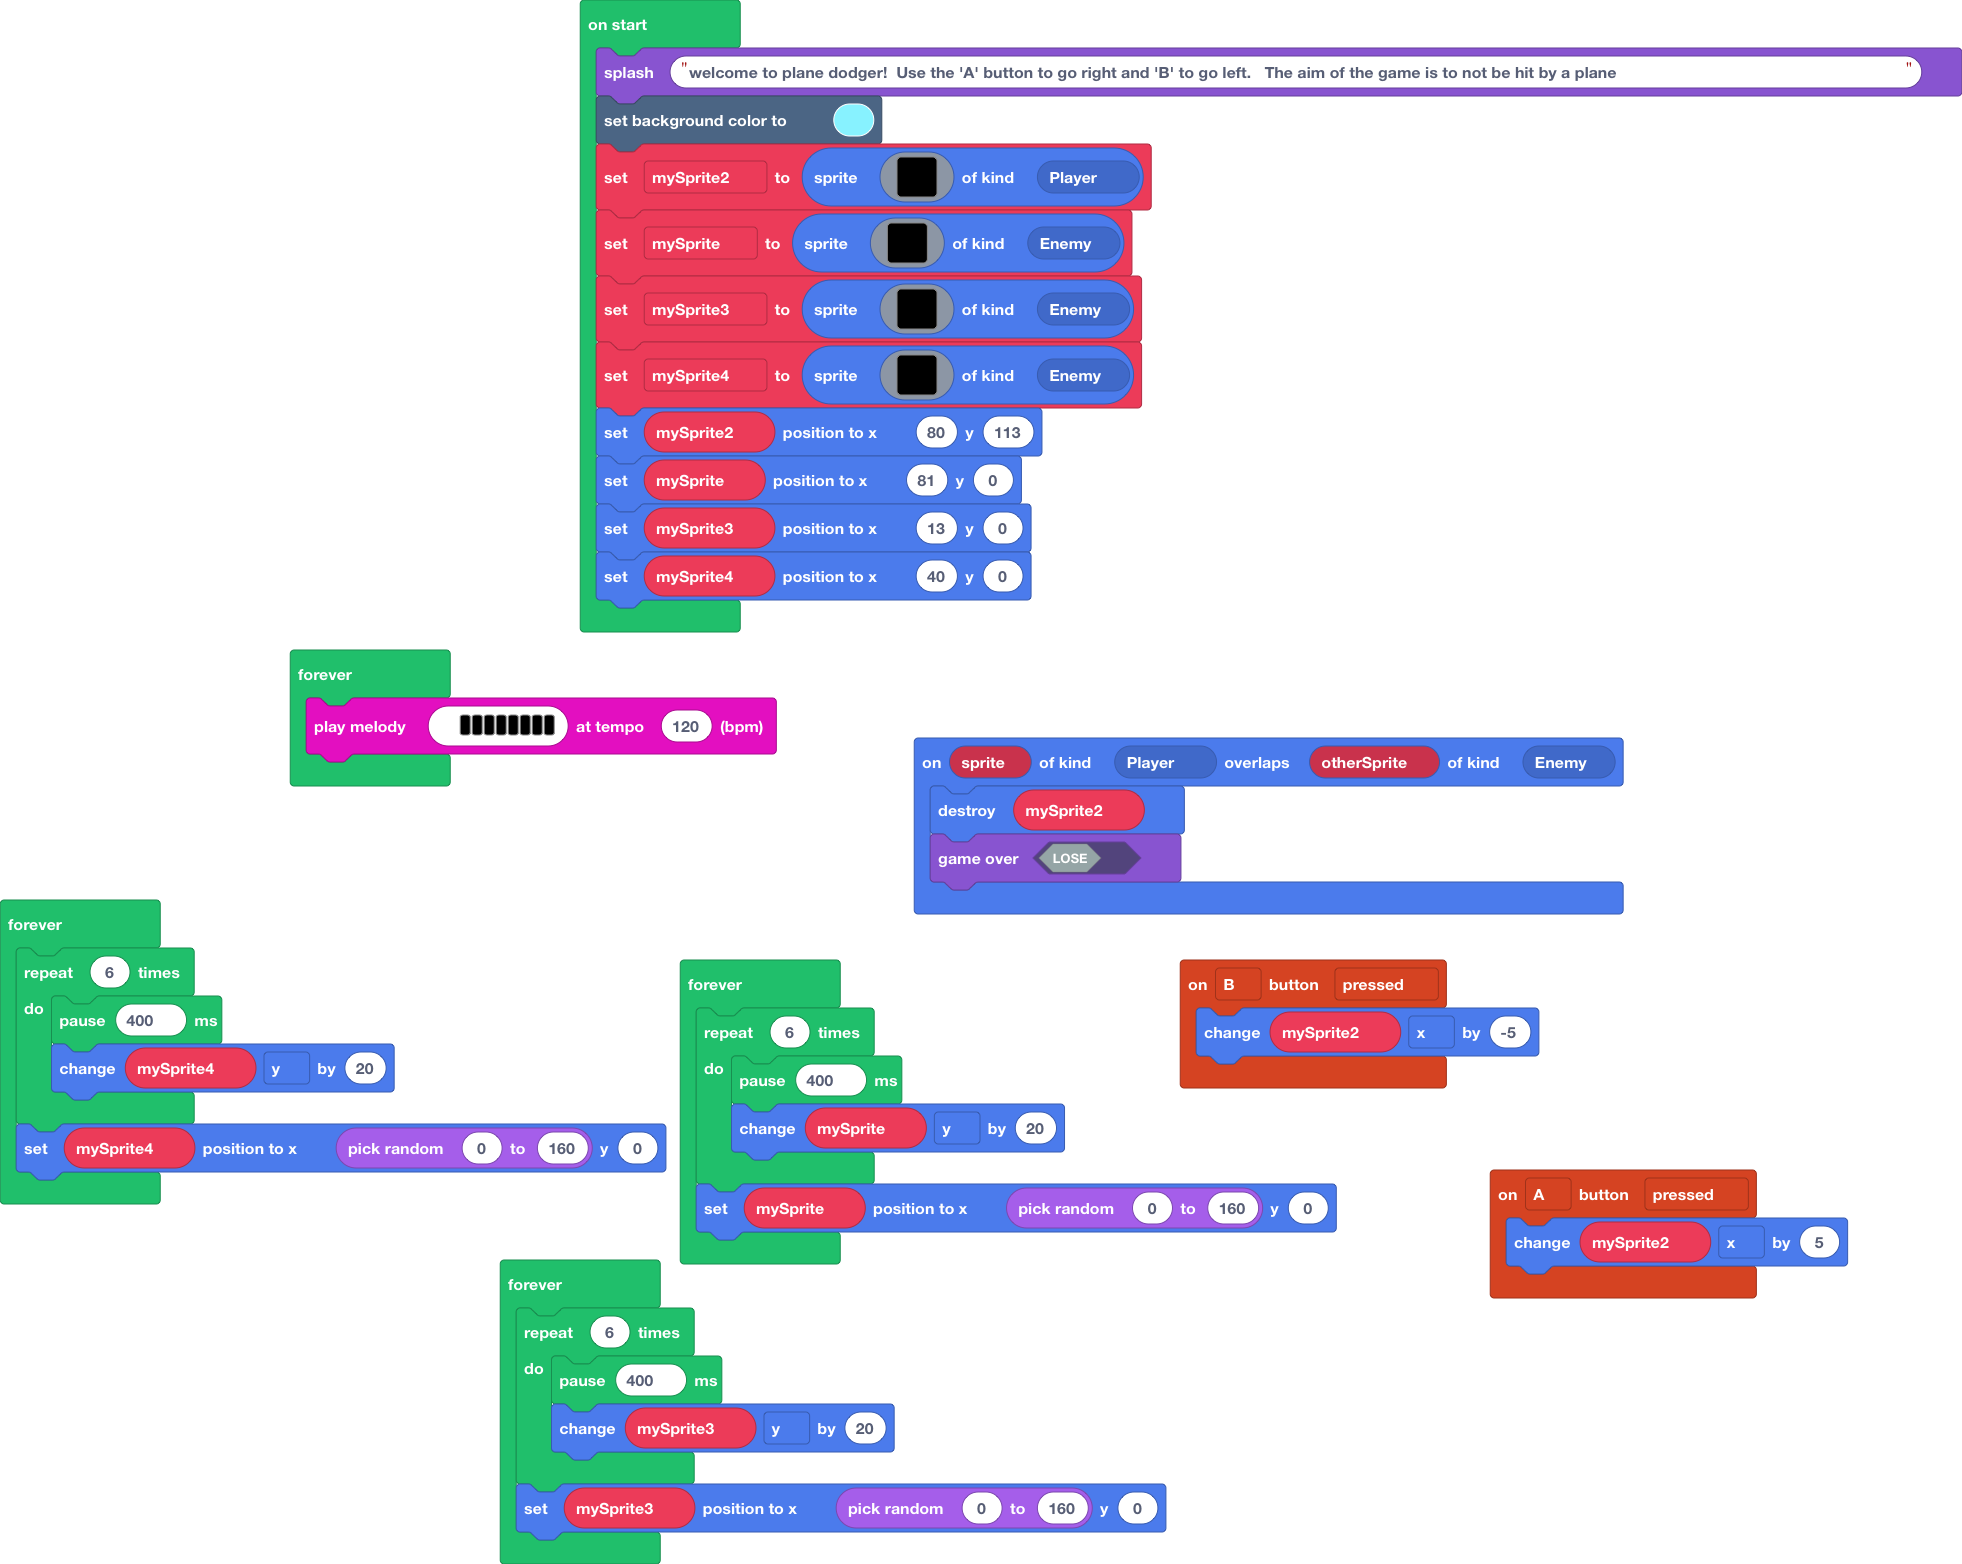 on start
splash "welcome to plane dodger!  Use the 'A' button to go right and 'B' to go left.   The aim of the game is to not be hit by a plane "
set background color to
set mySprite2 to sprite of kind Player
set mySprite to sprite of kind Enemy
set mySprite3 to sprite of kind Enemy
set mySprite4 to sprite of kind Enemy
set mySprite2 position to x 80 y 113
set mySprite position to x 81 y 0
set mySprite3 position to x 13 y 0
set mySprite4 position to x 40 y 0
forever
play melody at tempo 120 (bpm)
on sprite of kind Player overlaps otherSprite of kind Enemy
destroy mySprite2
game over LOSE
forever
repeat 6 times
do pause 400 ms
change mySprite4 y by 20
set mySprite4 position to x pick random 0 to 160 y 0
forever
repeat 6 times
do pause 400 ms
change mySprite y by 20
set mySprite position to x pick random 0 to 160 y 0
on B button pressed
change mySprite2 x by -5
on A button pressed
change mySprite2 x by 5
forever
repeat 6 times
do pause 400 ms
change mySprite3 y by 20
set mySprite3 position to x pick random 0 to 160 y 0